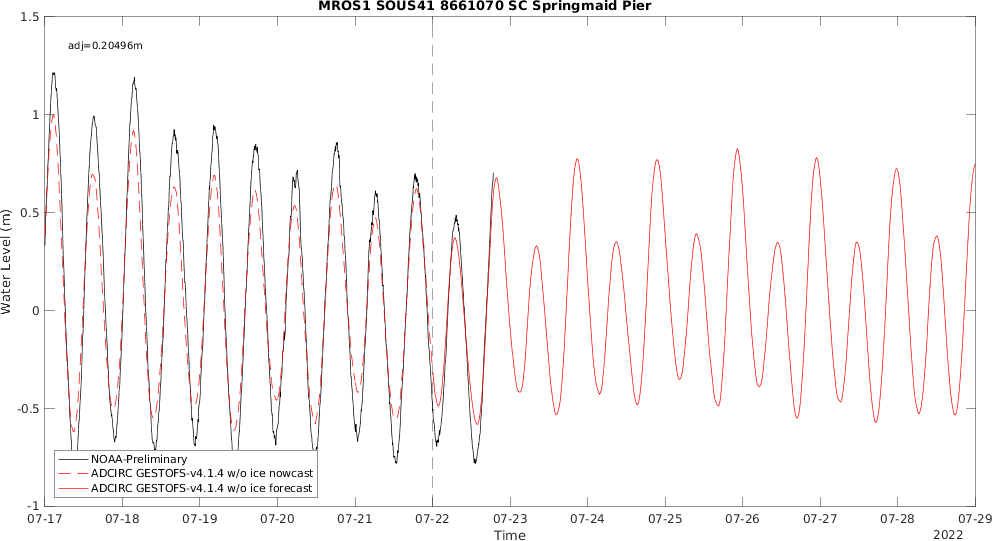 MROS1 SOUS41 8661070 SC Springmaid Pier
adj=0.20496m
1.5
1
0.5
0
-0.5
-1
Water Level (m)
NOAA-Preliminary
ADCIRC GESTOFS-v4.1.4 w/o ice nowcast
ADCIRC GESTOFS-v4.1.4 w/o ice forecast
07-17 07-18 07-19 07-20 07-21 07-22 07-23 07-24 07-25 07-26 07-27 07-28 07-29
Time
2022